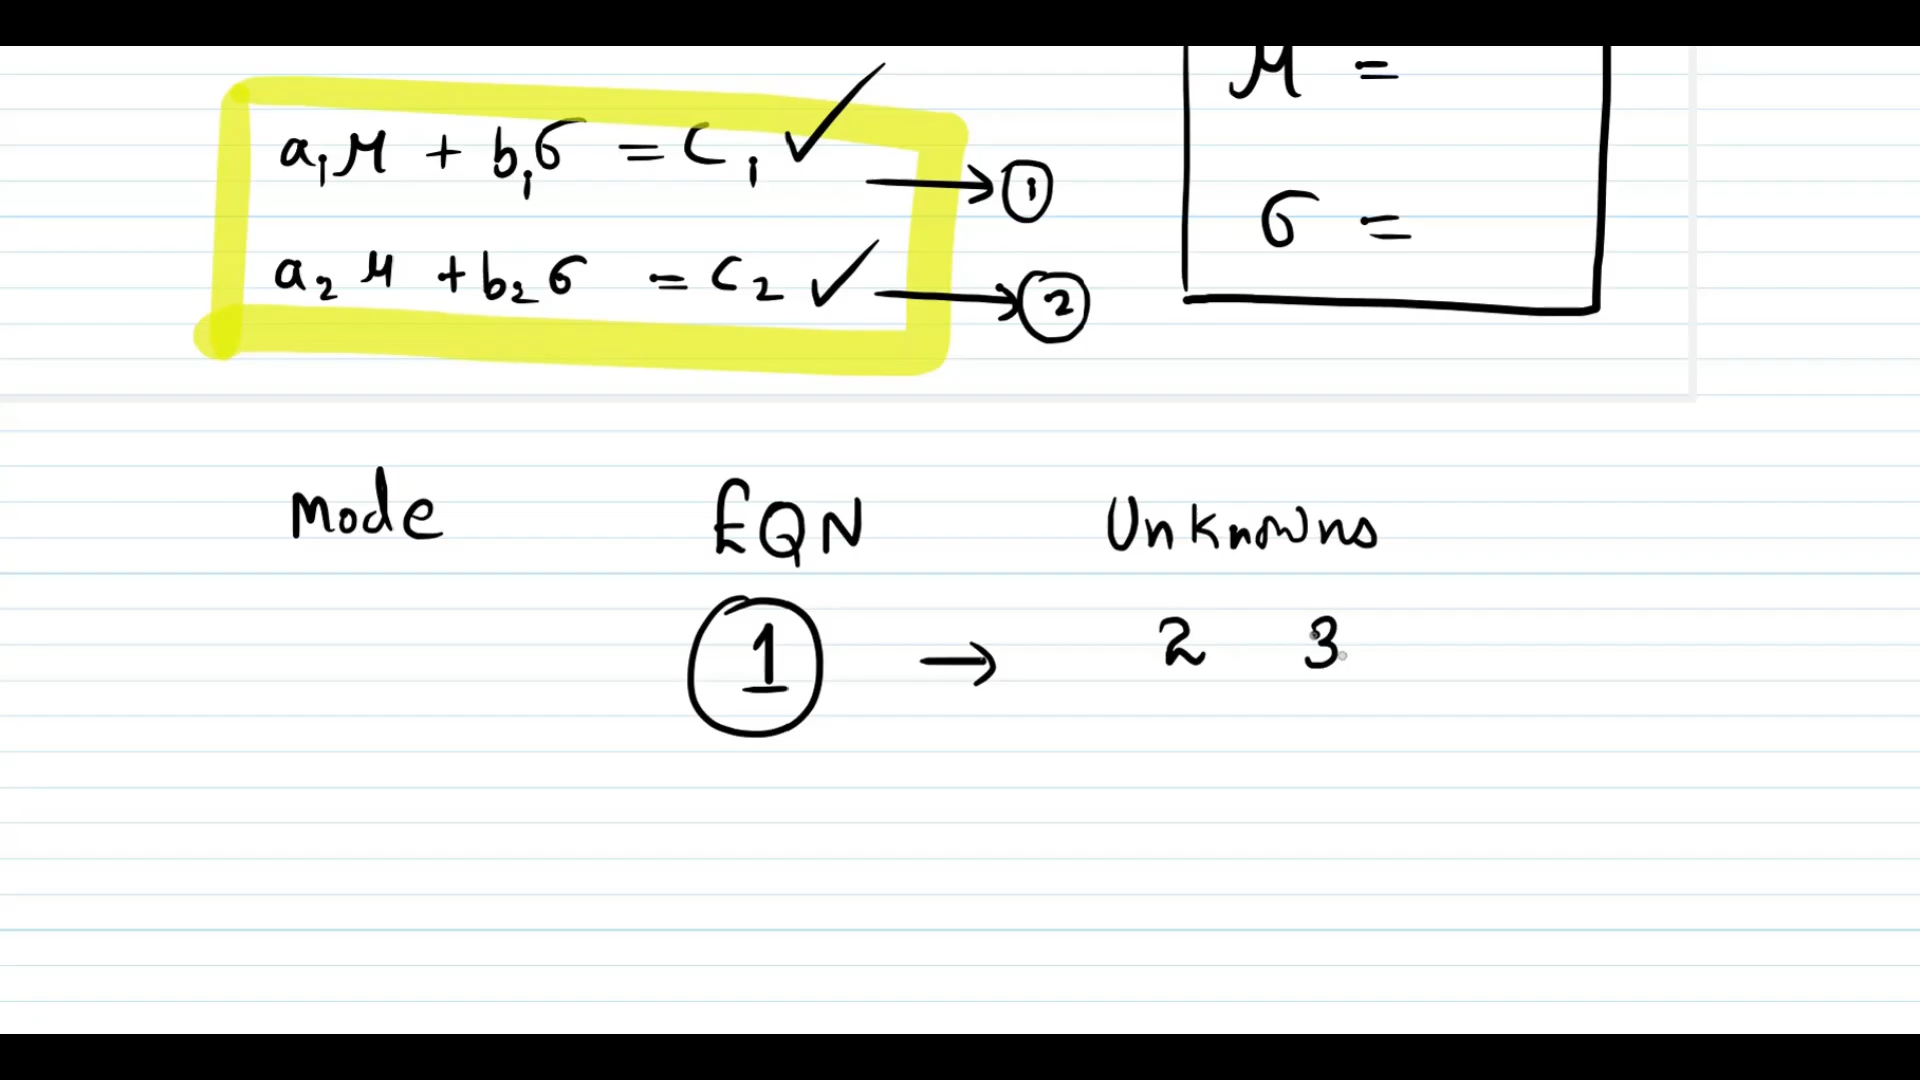 a₁μ + b₁σ = c₁ ✓ → ①
a₂μ + b₂σ = c₂ ✓ → ②
μ =
σ =
Mode EQN Unknowns
① → 2 3